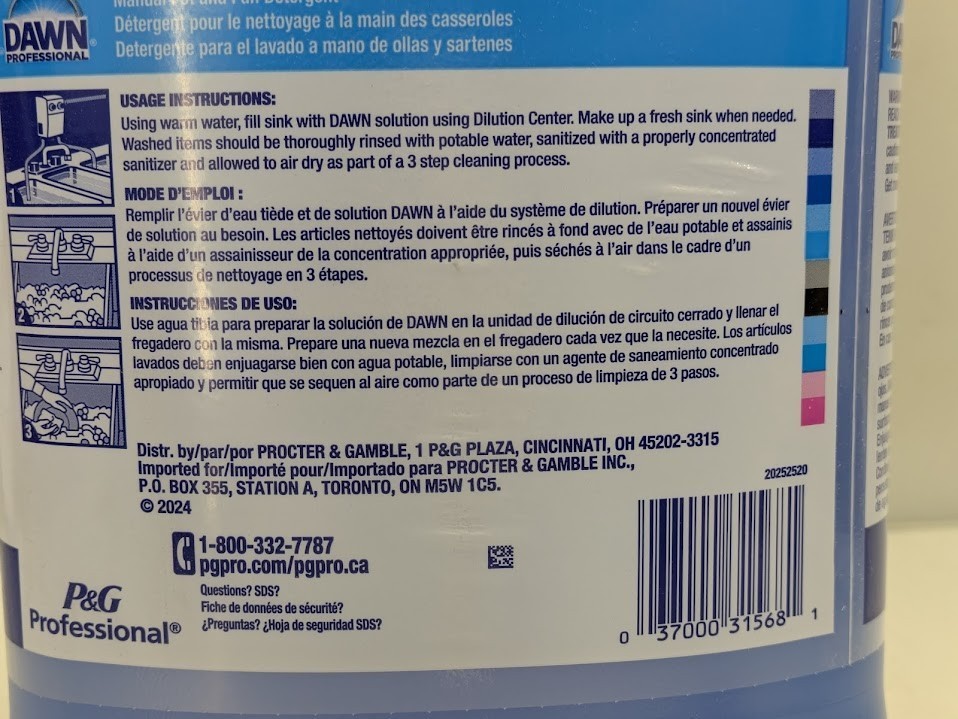 DAWN
PROFESSIONAL
Manual Pot and Pan Detergent
Détergent pour le nettoyage à la main des casseroles
Detergente para el lavado a mano de ollas y sartenes
USAGE INSTRUCTIONS:
Using warm water, fill sink with DAWN solution using Dilution Center. Make up a fresh sink when needed.
Washed items should be thoroughly rinsed with potable water, sanitized with a properly concentrated
sanitizer and allowed to air dry as part of a 3 step cleaning process.
1
MODE D'EMPLOI :
Remplir l'évier d'eau tiède et de solution DAWN à l'aide du système de dilution. Préparer un nouvel évier
de solution au besoin. Les articles nettoyés doivent être rincés à fond avec de l'eau potable et assainis
à l'aide d'un assainisseur de la concentration appropriée, puis séchés à l'air dans le cadre d'un
processus de nettoyage en 3 étapes.
2
INSTRUCCIONES DE USO:
Use agua tibia para preparar la solución de DAWN en la unidad de dilución de circuito cerrado y llenar el
fregadero con la misma. Prepare una nueva mezcla en el fregadero cada vez que la necesite. Los artículos
lavados deben enjuagarse bien con agua potable, limpiarse con un agente de saneamiento concentrado
apropiado y permitir que se sequen al aire como parte de un proceso de limpieza de 3 pasos.
3
Distr. by/par/por PROCTER & GAMBLE, 1 P&G PLAZA, CINCINNATI, OH 45202-3315
Imported for/Importé pour/Importado para PROCTER & GAMBLE INC.,
P.O. BOX 355, STATION A, TORONTO, ON M5W 1C5.
© 2024
20252520
1-800-332-7787
pgpro.com/pgpro.ca
Questions? SDS?
Fiche de données de sécurité?
¿Preguntas? ¿Hoja de seguridad SDS?
P&G
Professional®
0 37000 31568 1